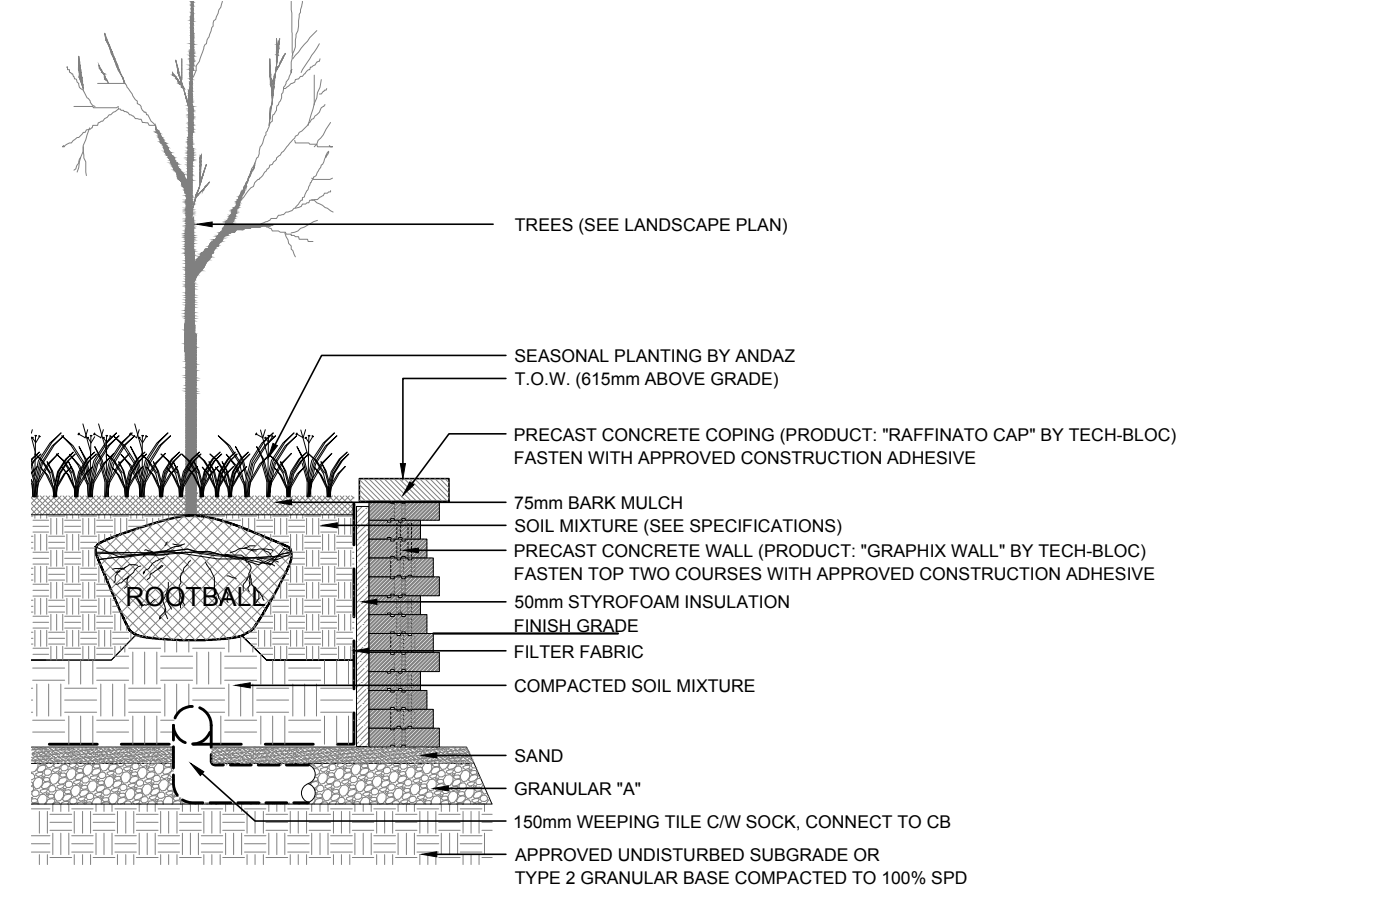 TREES (SEE LANDSCAPE PLAN)
SEASONAL PLANTING BY ANDAZ
T.O.W. (615mm ABOVE GRADE)
PRECAST CONCRETE COPING (PRODUCT: "RAFFINATO CAP" BY TECH-BLOC)
FASTEN WITH APPROVED CONSTRUCTION ADHESIVE
75mm BARK MULCH
SOIL MIXTURE (SEE SPECIFICATIONS)
PRECAST CONCRETE WALL (PRODUCT: "GRAPHIX WALL" BY TECH-BLOC)
FASTEN TOP TWO COURSES WITH APPROVED CONSTRUCTION ADHESIVE
ROOTBALL
50mm STYROFOAM INSULATION
FINISH GRADE
FILTER FABRIC
COMPACTED SOIL MIXTURE
SAND
GRANULAR "A"
150mm WEEPING TILE C/W SOCK, CONNECT TO CB
APPROVED UNDISTURBED SUBGRADE OR
TYPE 2 GRANULAR BASE COMPACTED TO 100% SPD